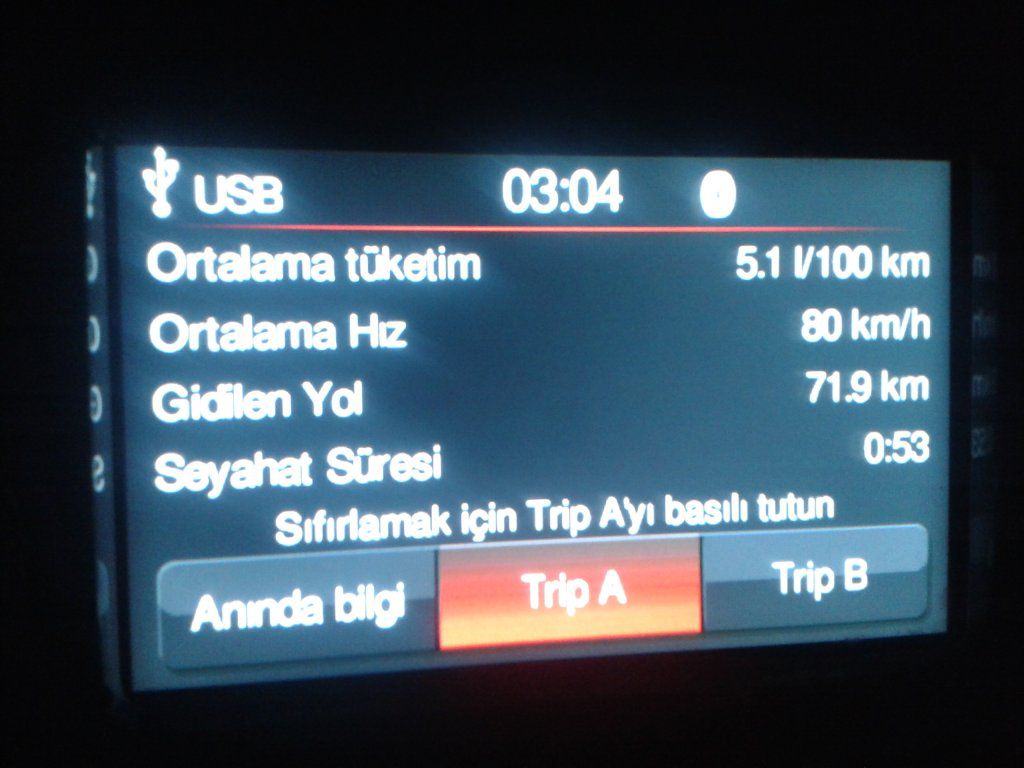 USB 03:04
Ortalama tüketim 5.1 l/100 km
Ortalama Hız 80 km/h
Gidilen Yol 71.9 km
Seyahat Süresi 0:53
Sıfırlamak için Trip A'yı basılı tutun
Anında bilgi Trip A Trip B